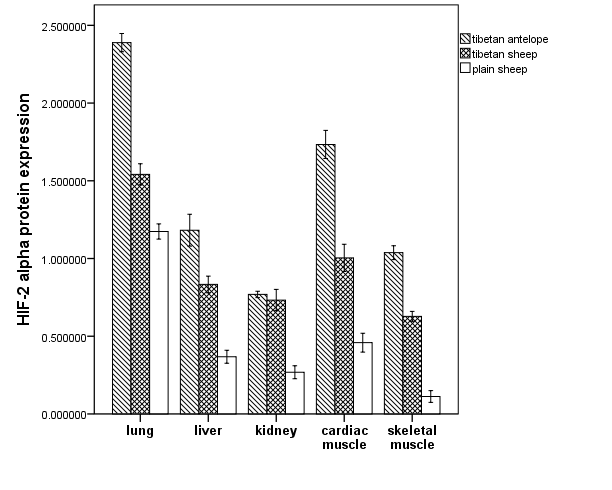 2.500000
2.000000
1.500000
1.000000
0.500000
0.000000
HIF-2 alpha protein expression
lung
liver
kidney
cardiac
muscle
skeletal
muscle
tibetan antelope
tibetan sheep
plain sheep